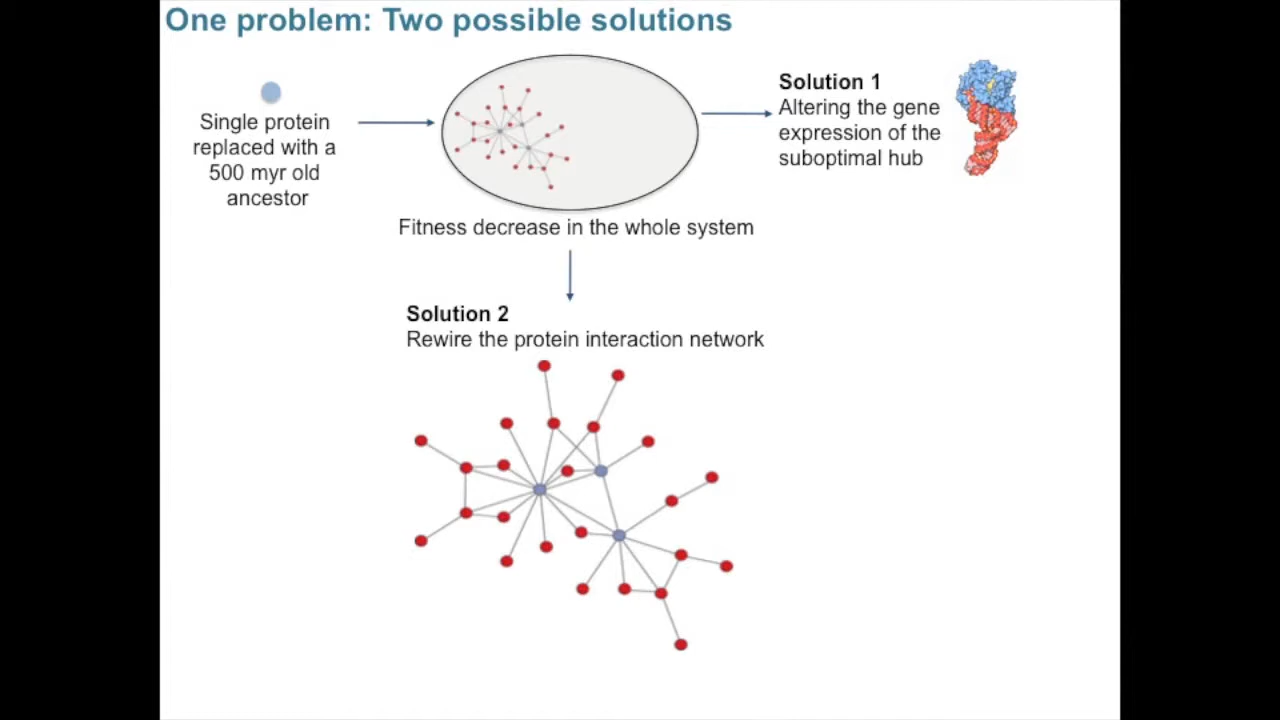 One problem: Two possible solutions
Single protein
replaced with a
500 myr old
ancestor
Fitness decrease in the whole system
Solution 1
Altering the gene
expression of the
suboptimal hub
Solution 2
Rewire the protein interaction network